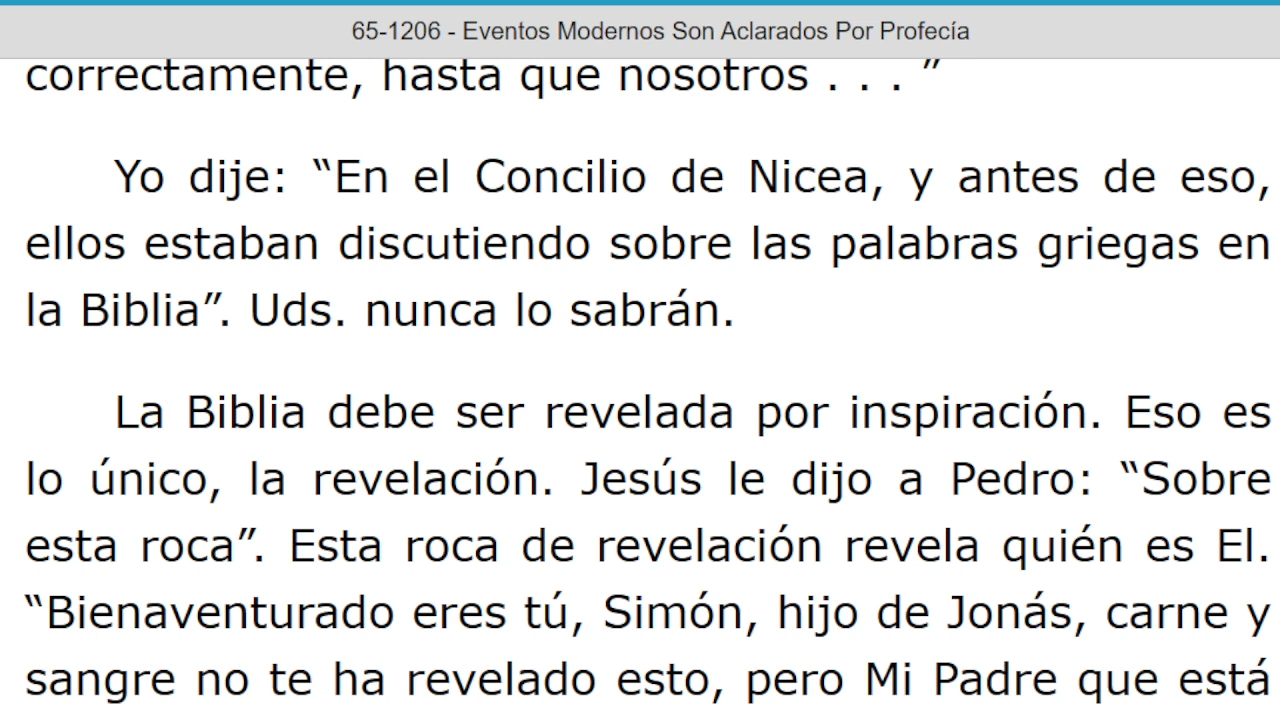 65-1206 - Eventos Modernos Son Aclarados Por Profecía
correctamente, hasta que nosotros . . . ”
Yo dije: “En el Concilio de Nicea, y antes de eso,
ellos estaban discutiendo sobre las palabras griegas en
la Biblia”. Uds. nunca lo sabrán.
La Biblia debe ser revelada por inspiración. Eso es
lo único, la revelación. Jesús le dijo a Pedro: “Sobre
esta roca”. Esta roca de revelación revela quién es El.
“Bienaventurado eres tú, Simón, hijo de Jonás, carne y
sangre no te ha revelado esto, pero Mi Padre que está